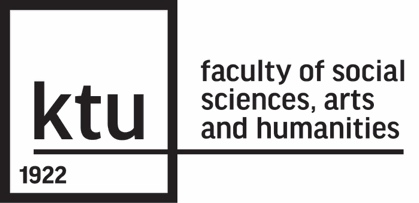 ktu
1922
faculty of social
sciences, arts
and humanities